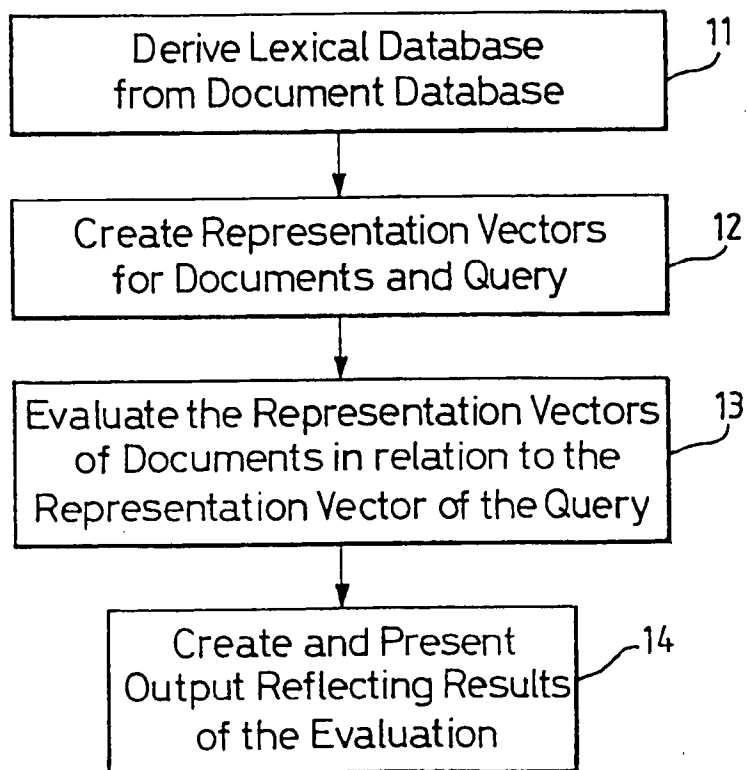 Derive Lexical Database
from Document Database
11
Create Representation Vectors
for Documents and Query
12
Evaluate the Representation Vectors
of Documents in relation to the
Representation Vector of the Query
13
Create and Present
Output Reflecting Results
of the Evaluation
14